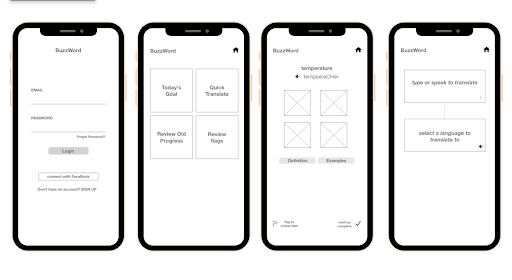 BuzzWord
EMAIL
PASSWORD
Forgot Password?
Login
connect with FaceBook
Don't have an account? SIGN UP
BuzzWord
Today's
Goal
Quick
Translate
Review Old
Progress
Review
flags
BuzzWord
temperature
temp(ə)rəCHər
Definition
Examples
flag to
review later
mark as
complete
BuzzWord
type or speak to translate
select a language to
translate to